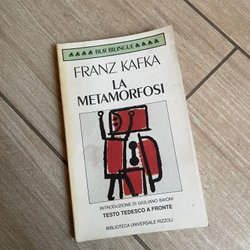 BUR BILINGUE
FRANZ KAFKA
LA
METAMORFOSI
INTRODUZIONE DI GIULIANO BAIONI
TESTO TEDESCO A FRONTE
BIBLIOTECA UNIVERSALE RIZZOLI